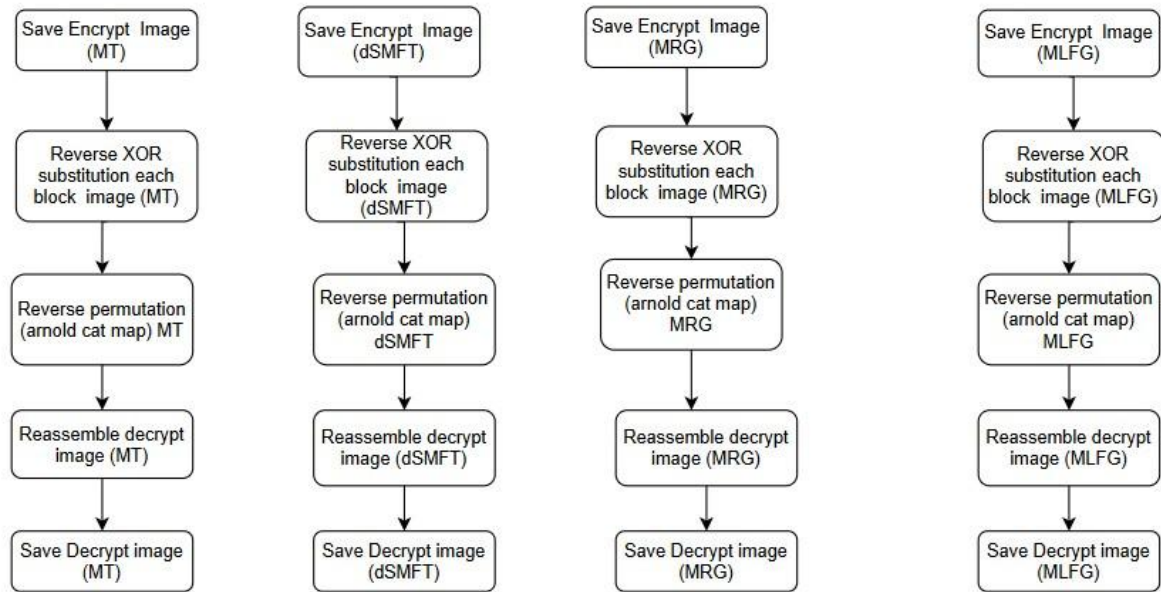 Save Encrypt Image
(MT)
Reverse XOR
substitution each
block image (MT)
Reverse permutation
(arnold cat map) MT
Reassemble decrypt
image (MT)
Save Decrypt image
(MT)
Save Encrypt Image
(dSMFT)
Reverse XOR
substitution each
block image
(dSMFT)
Reverse permutation
(arnold cat map)
dSMFT
Reassemble decrypt
image (dSMFT)
Save Decrypt image
(dSMFT)
Save Encrypt Image
(MRG)
Reverse XOR
substitution each
block image (MRG)
Reverse permutation
(arnold cat map)
MRG
Reassemble decrypt
image (MRG)
Save Decrypt image
(MRG)
Save Encrypt Image
(MLFG)
Reverse XOR
substitution each
block image (MLFG)
Reverse permutation
(arnold cat map)
MLFG
Reassemble decrypt
image (MLFG)
Save Decrypt image
(MLFG)